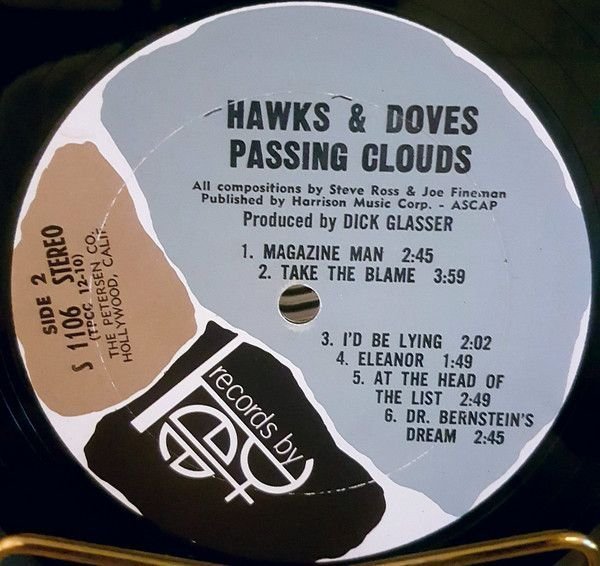 HAWKS & DOVES
PASSING CLOUDS
All compositions by Steve Ross & Joe Fineman
Published by Harrison Music Corp. - ASCAP
Produced by DICK GLASSER
1. MAGAZINE MAN 2:45
2. TAKE THE BLAME 3:59
3. I'D BE LYING 2:02
4. ELEANOR 1:49
5. AT THE HEAD OF
THE LIST 2:49
6. DR. BERNSTEIN'S
DREAM 2:45
SIDE 2
S 1106 STEREO
(TPCC 12-10)
THE PETERSEN CO.
HOLLYWOOD, CALIF
records by